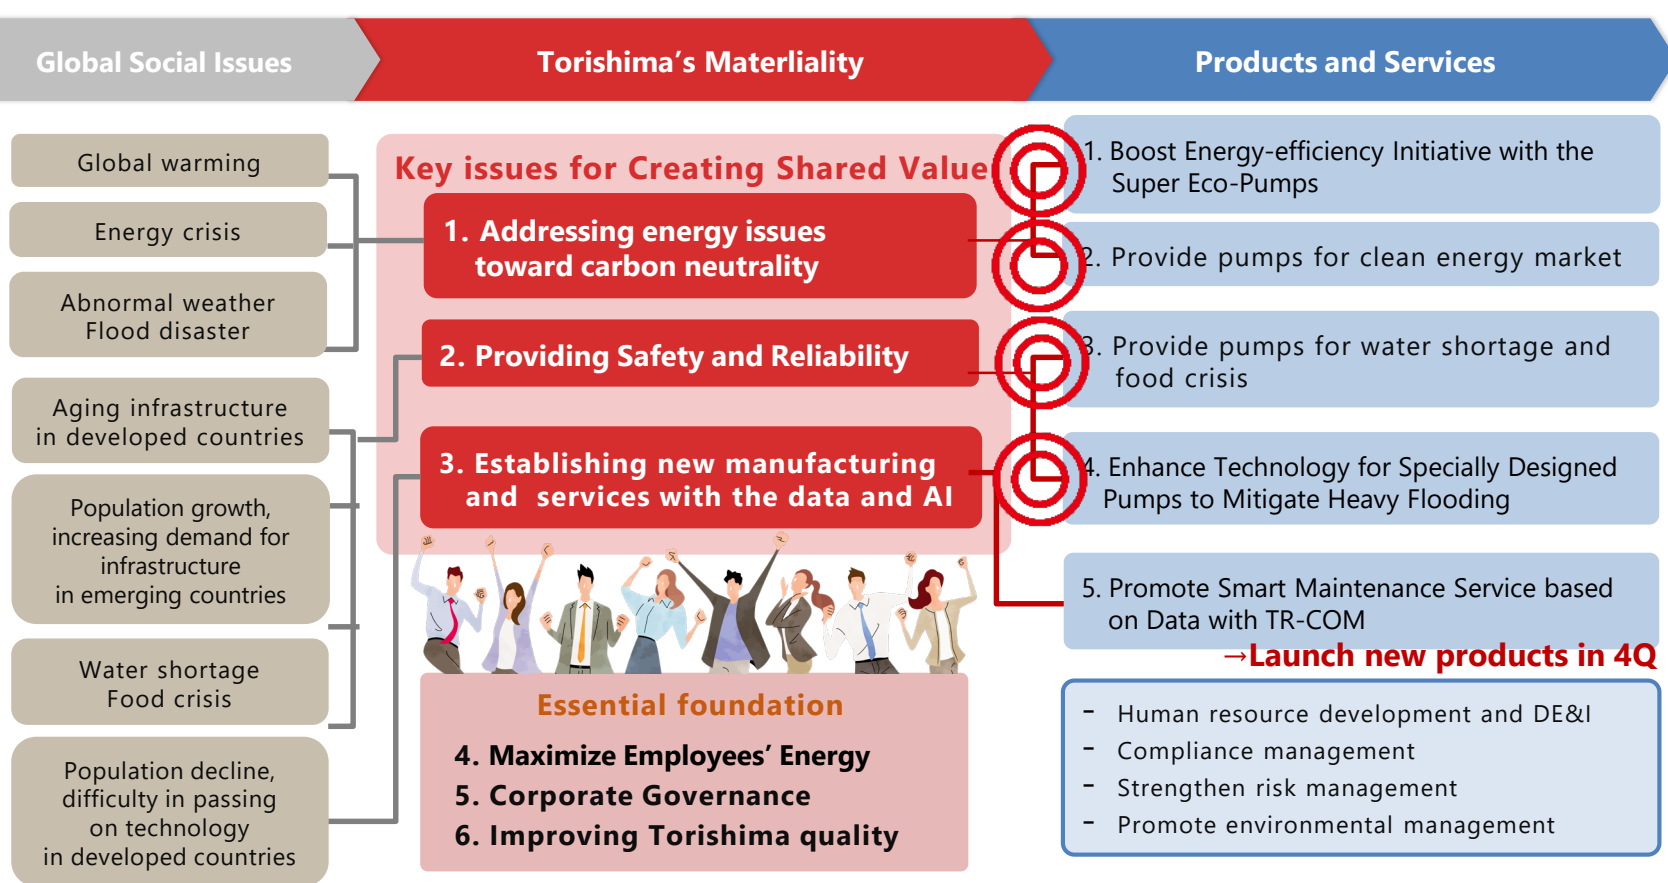 Global Social Issues
Torishima's Materliality
Products and Services
Global warming
Energy crisis
Abnormal weather
Flood disaster
Aging infrastructure
in developed countries
Population growth,
increasing demand for
infrastructure
in emerging countries
Water shortage
Food crisis
Population decline,
difficulty in passing
on technology
in developed countries
Key issues for Creating Shared Value
1. Addressing energy issues
toward carbon neutrality
2. Providing Safety and Reliability
3. Establishing new manufacturing
and services with the data and AI
Essential foundation
4. Maximize Employees' Energy
5. Corporate Governance
6. Improving Torishima quality
1. Boost Energy-efficiency Initiative with the
Super Eco-Pumps
2. Provide pumps for clean energy market
3. Provide pumps for water shortage and
food crisis
4. Enhance Technology for Specially Designed
Pumps to Mitigate Heavy Flooding
5. Promote Smart Maintenance Service based
on Data with TR-COM
→Launch new products in 4Q
- Human resource development and DE&I
- Compliance management
- Strengthen risk management
- Promote environmental management